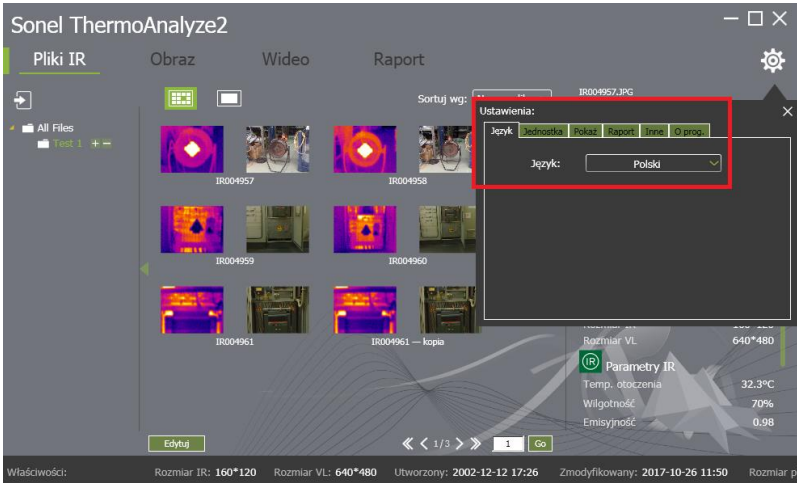 Sonel ThermoAnalyze2
Pliki IR Obraz Wideo Raport
Sortuj wg:
IR004957.JPG
Ustawienia:
Język Jednostka Pokaż Raport Inne O prog.
Język: Polski
All Files
Test 1
IR004957
IR004958
IR004959
IR004960
IR004961
IR004961 — kopia
Rozmiar VL 640*480
IR Parametry IR
Temp. otoczenia 32.3°C
Wilgotność 70%
Emisyjność 0.98
Edytuj
1/3 1 Go
Właściwości: Rozmiar IR: 160*120 Rozmiar VL: 640*480 Utworzony: 2002-12-12 17:26 Zmodyfikowany: 2017-10-26 11:50 Rozmiar p